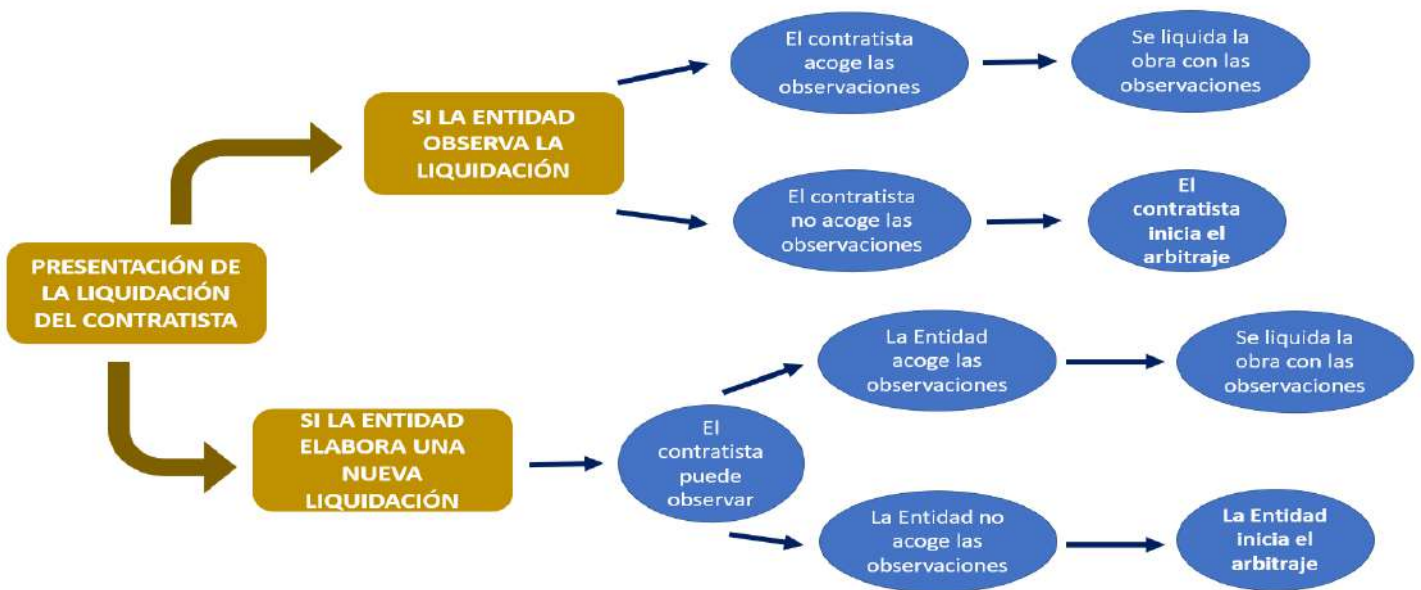 PRESENTACIÓN DE
LA LIQUIDACIÓN
DEL CONTRATISTA
SI LA ENTIDAD
OBSERVA LA
LIQUIDACIÓN
El contratista
acoge las
observaciones
Se liquida la
obra con las
observaciones
El contratista
no acoge las
observaciones
El
contratista
inicia el
arbitraje
SI LA ENTIDAD
ELABORA UNA
NUEVA
LIQUIDACIÓN
El
contratista
puede
observar
La Entidad
acoge las
observaciones
Se liquida la
obra con las
observaciones
La Entidad no
acoge las
observaciones
La Entidad
inicia el
arbitraje